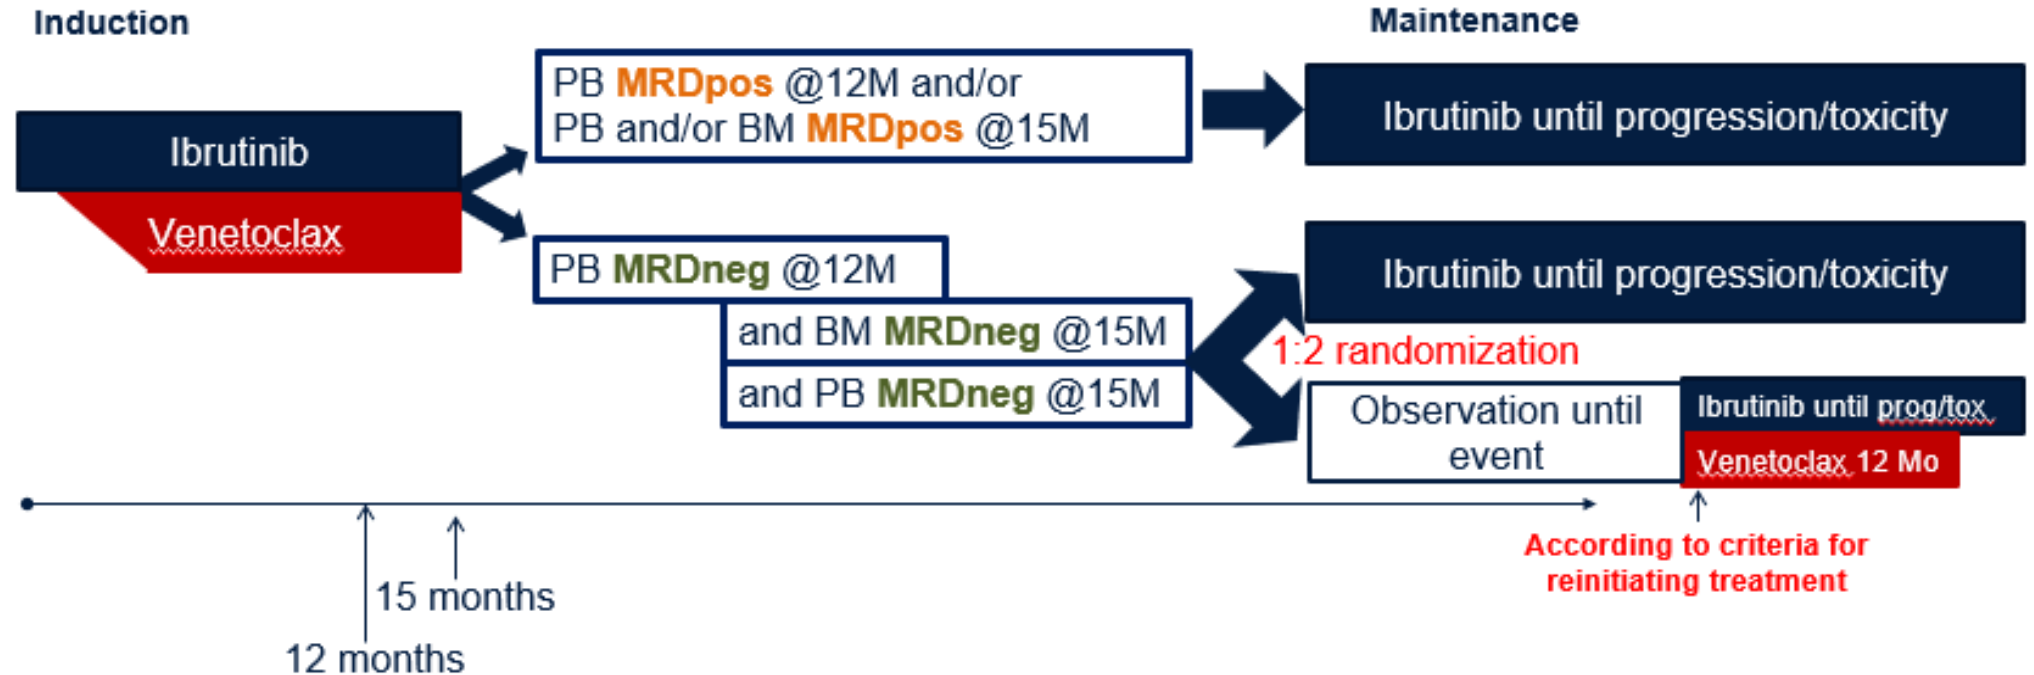 Induction
Maintenance
PB MRDpos @12M and/or
PB and/or BM MRDpos @15M
Ibrutinib until progression/toxicity
Ibrutinib
Venetoclax
PB MRDneg @12M
and BM MRDneg @15M
and PB MRDneg @15M
Ibrutinib until progression/toxicity
1:2 randomization
Observation until
event
Ibrutinib until prog/tox
Venetoclax 12 Mo
According to criteria for
reinitiating treatment
15 months
12 months